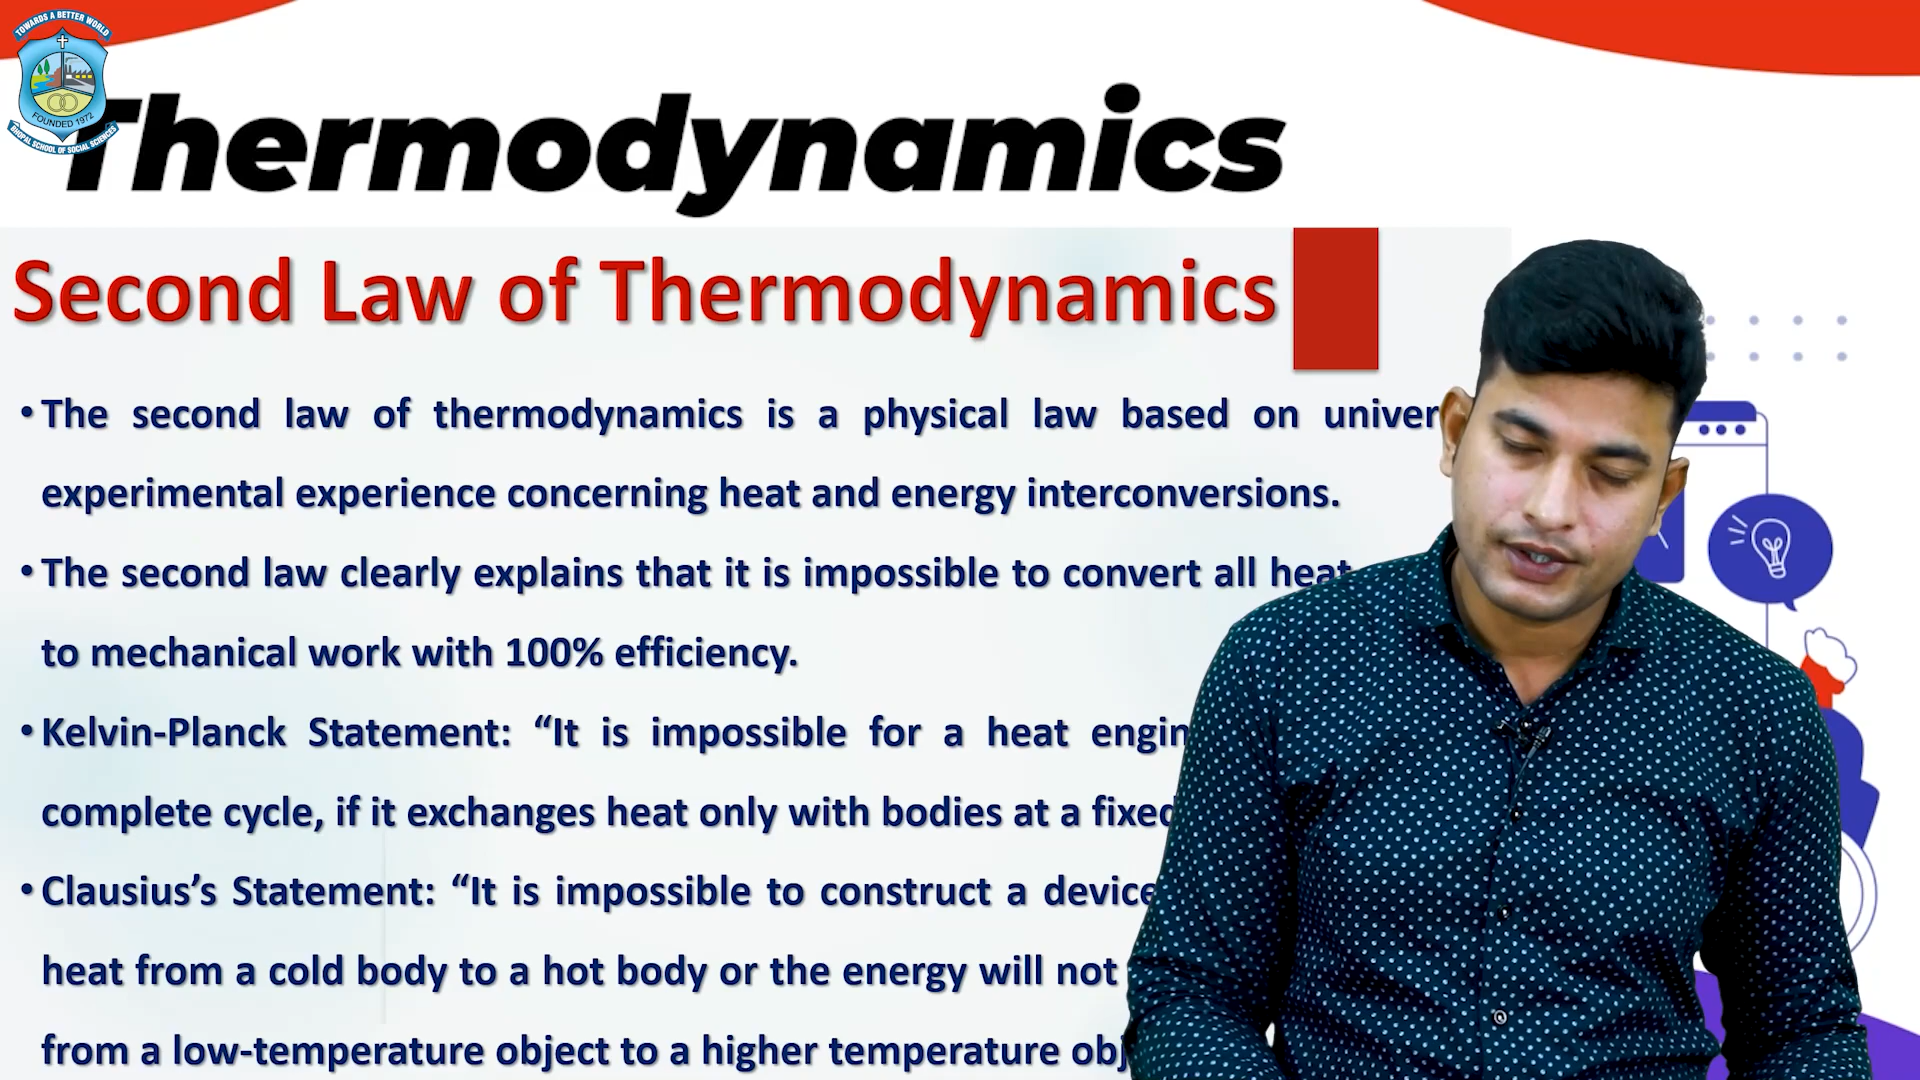 TOWARDS A BETTER WORLD
FOUNDED 1972
BHOPAL SCHOOL OF SOCIAL SCIENCES
Thermodynamics
Second Law of Thermodynamics
• The second law of thermodynamics is a physical law based on univer
experimental experience concerning heat and energy interconversions.
• The second law clearly explains that it is impossible to convert all heat
to mechanical work with 100% efficiency.
• Kelvin-Planck Statement: “It is impossible for a heat engin
complete cycle, if it exchanges heat only with bodies at a fixed
• Clausius’s Statement: “It is impossible to construct a device
heat from a cold body to a hot body or the energy will not
from a low-temperature object to a higher temperature obj